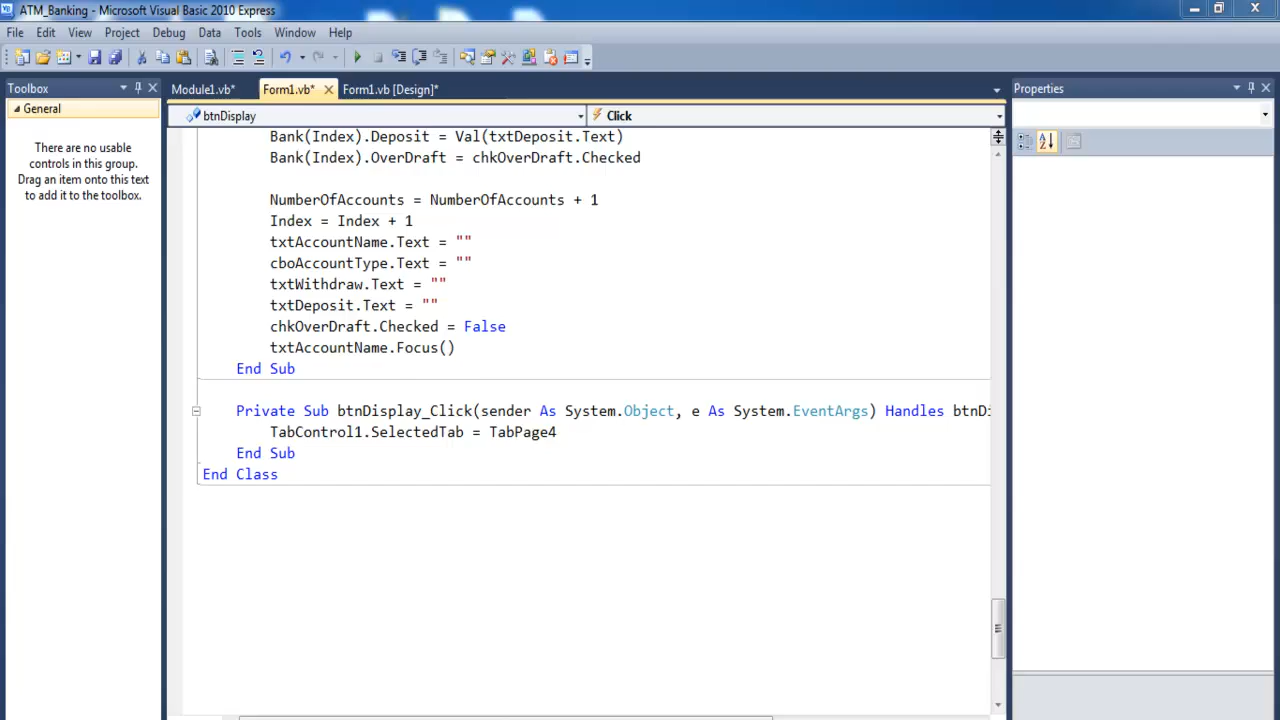 ATM_Banking - Microsoft Visual Basic 2010 Express
File Edit View Project Debug Data Tools Window Help
Toolbox
Module1.vb* Form1.vb* Form1.vb [Design]*
Properties
General
btnDisplay Click
There are no usable
controls in this group.
Drag an item onto this text
to add it to the toolbox.
Bank(Index).Deposit = Val(txtDeposit.Text)
Bank(Index).OverDraft = chkOverDraft.Checked
NumberOfAccounts = NumberOfAccounts + 1
Index = Index + 1
txtAccountName.Text = ""
cboAccountType.Text = ""
txtWithdraw.Text = ""
txtDeposit.Text = ""
chkOverDraft.Checked = False
txtAccountName.Focus()
End Sub
Private Sub btnDisplay_Click(sender As System.Object, e As System.EventArgs) Handles btnDi
TabControl1.SelectedTab = TabPage4
End Sub
End Class